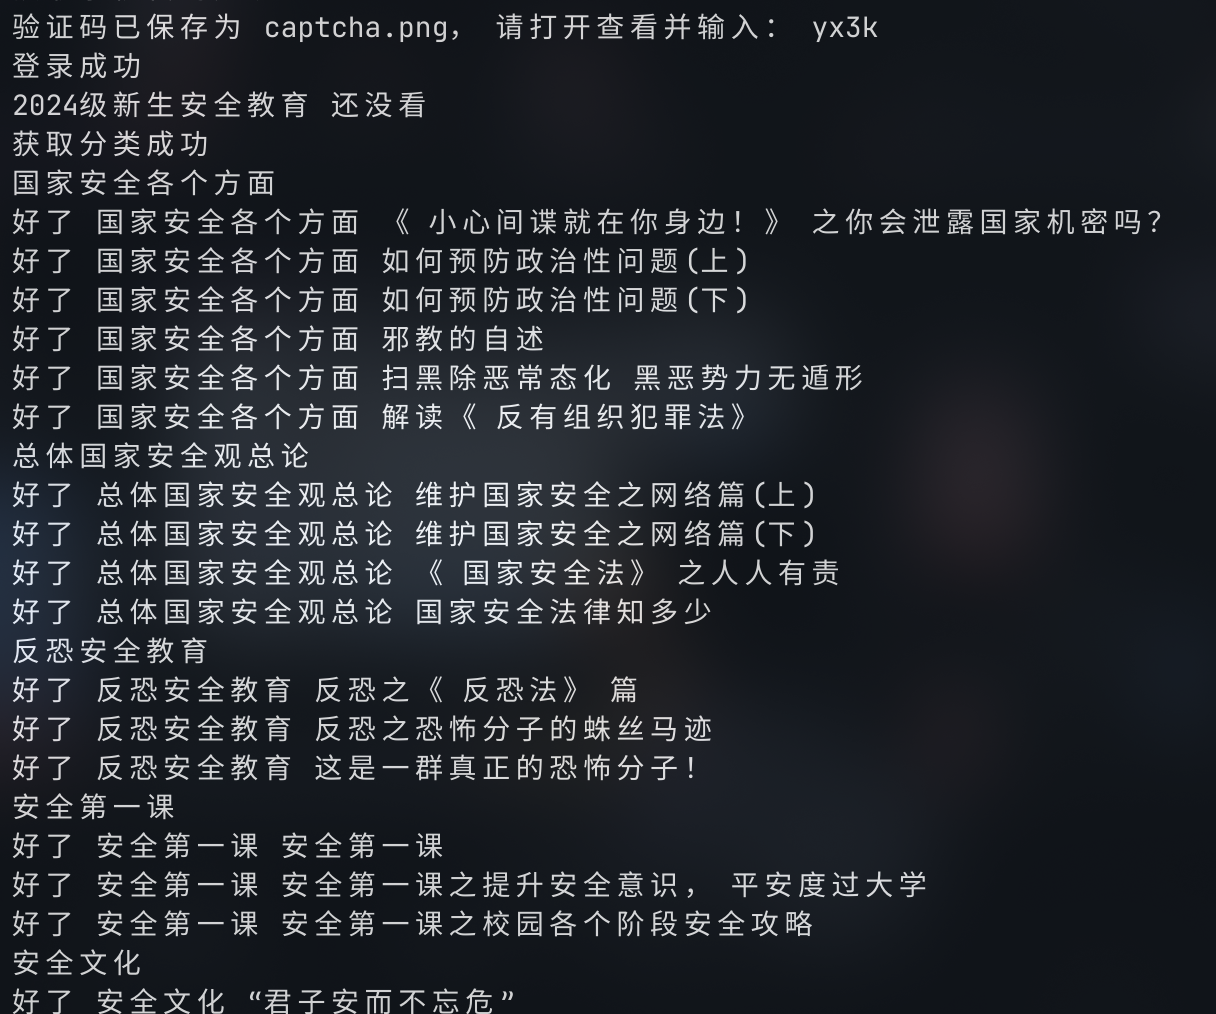 验证码已保存为 captcha.png， 请打开查看并输入： yx3k
登录成功
2024级新生安全教育 还没看
获取分类成功
国家安全各个方面
好了 国家安全各个方面 《 小心间谍就在你身边！》 之你会泄露国家机密吗？
好了 国家安全各个方面 如何预防政治性问题(上)
好了 国家安全各个方面 如何预防政治性问题(下)
好了 国家安全各个方面 邪教的自述
好了 国家安全各个方面 扫黑除恶常态化 黑恶势力无遁形
好了 国家安全各个方面 解读《 反有组织犯罪法》
总体国家安全观总论
好了 总体国家安全观总论 维护国家安全之网络篇(上)
好了 总体国家安全观总论 维护国家安全之网络篇(下)
好了 总体国家安全观总论 《 国家安全法》 之人人有责
好了 总体国家安全观总论 国家安全法律知多少
反恐安全教育
好了 反恐安全教育 反恐之《 反恐法》 篇
好了 反恐安全教育 反恐之恐怖分子的蛛丝马迹
好了 反恐安全教育 这是一群真正的恐怖分子！
安全第一课
好了 安全第一课 安全第一课
好了 安全第一课 安全第一课之提升安全意识， 平安度过大学
好了 安全第一课 安全第一课之校园各个阶段安全攻略
安全文化
好了 安全文化 “君子安而不忘危”